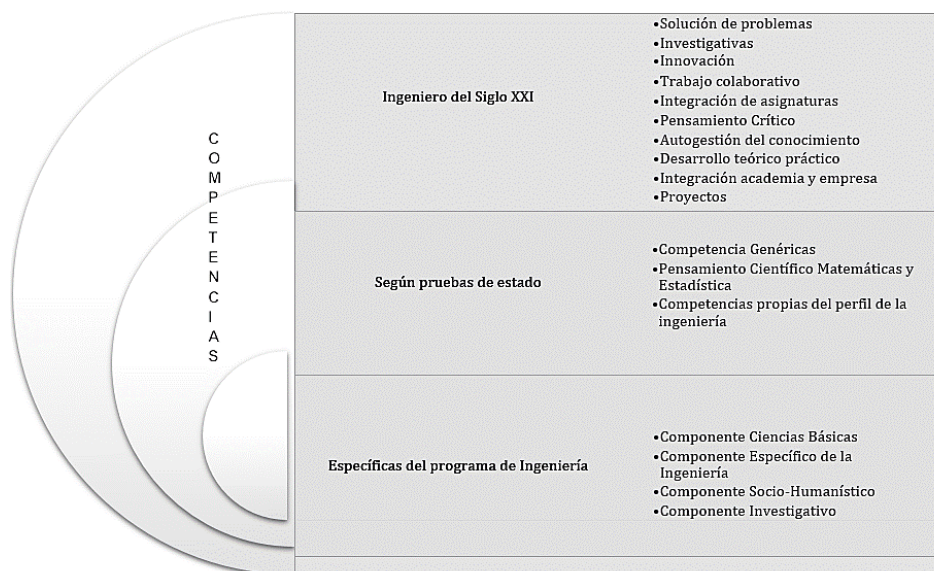 COMPETENCIAS
Ingeniero del Siglo XXI
•Solución de problemas
•Investigativas
•Innovación
•Trabajo colaborativo
•Integración de asignaturas
•Pensamiento Crítico
•Autogestión del conocimiento
•Desarrollo teórico práctico
•Integración academia y empresa
•Proyectos
Según pruebas de estado
•Competencia Genéricas
•Pensamiento Científico Matemáticas y
Estadística
•Competencias propias del perfil de la
ingeniería
Específicas del programa de Ingeniería
•Componente Ciencias Básicas
•Componente Específico de la
Ingeniería
•Componente Socio-Humanístico
•Componente Investigativo